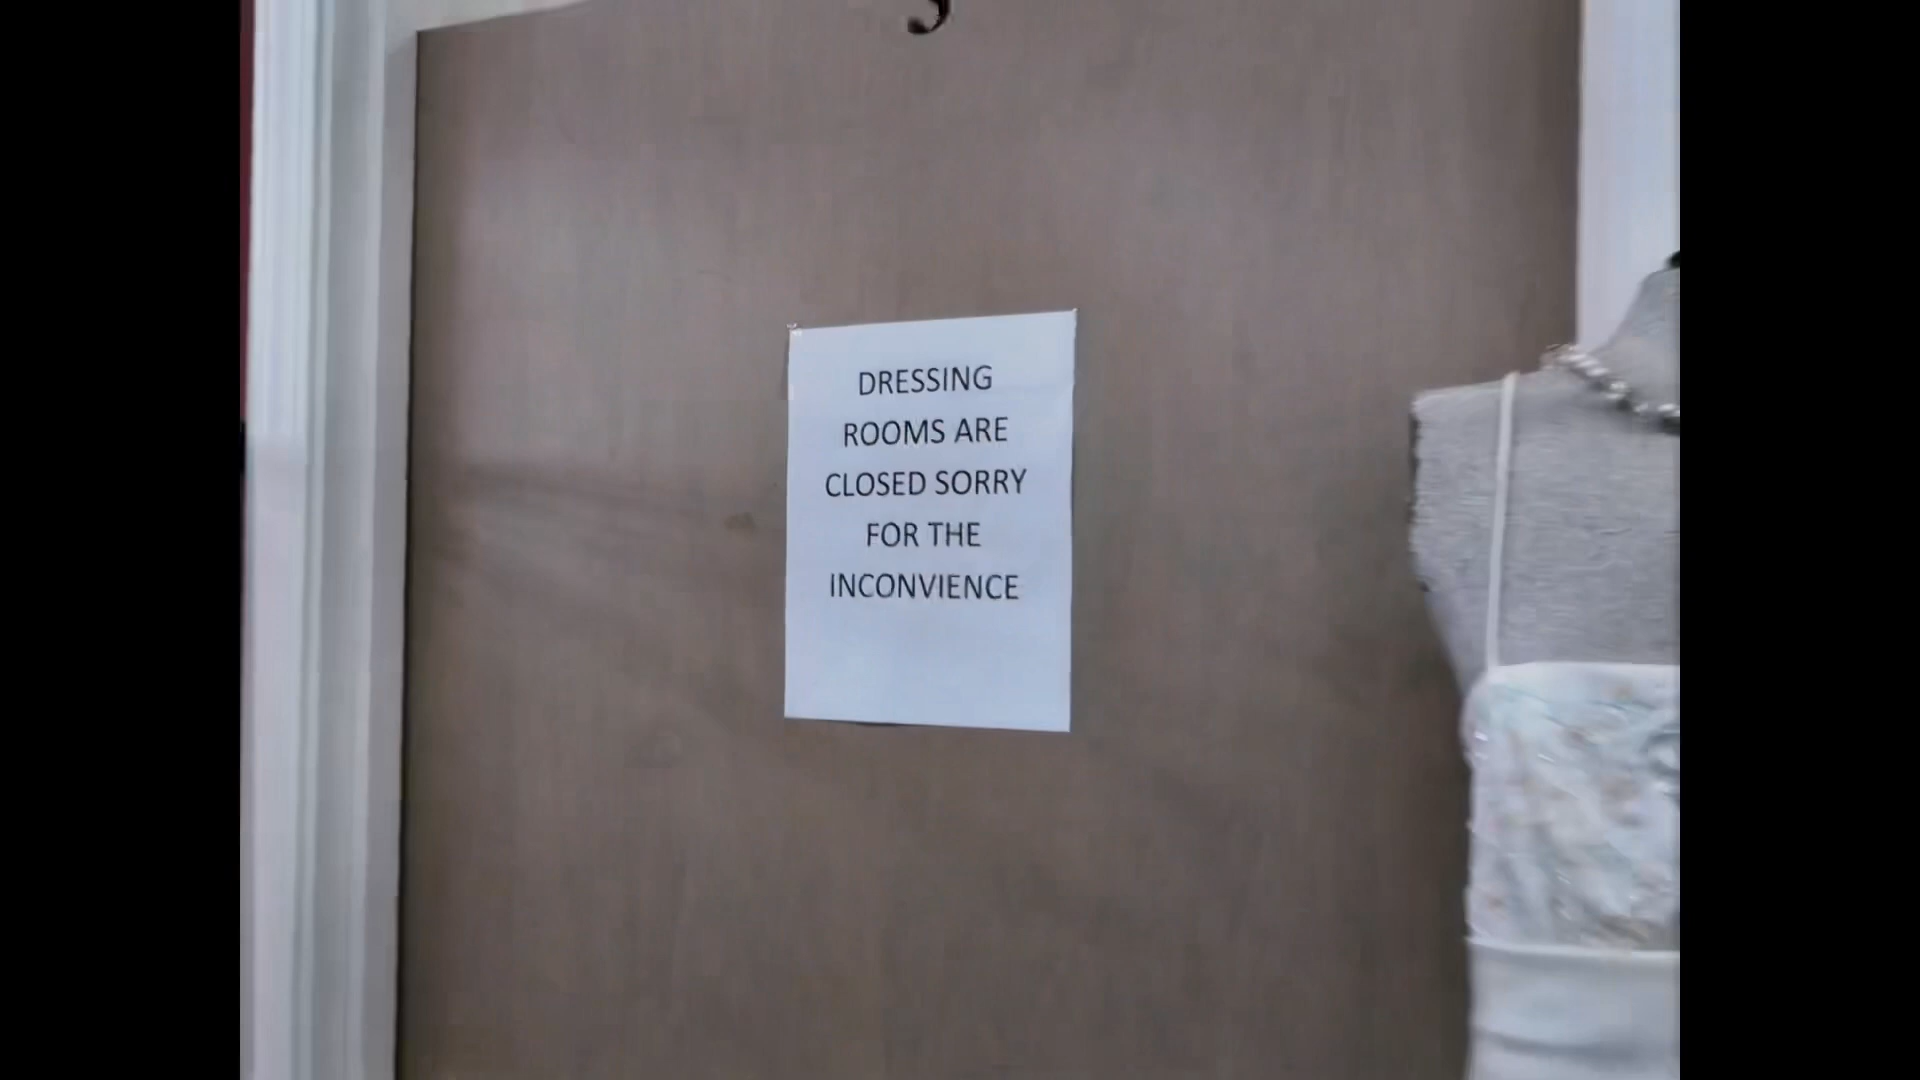 DRESSING
ROOMS ARE
CLOSED SORRY
FOR THE
INCONVIENCE